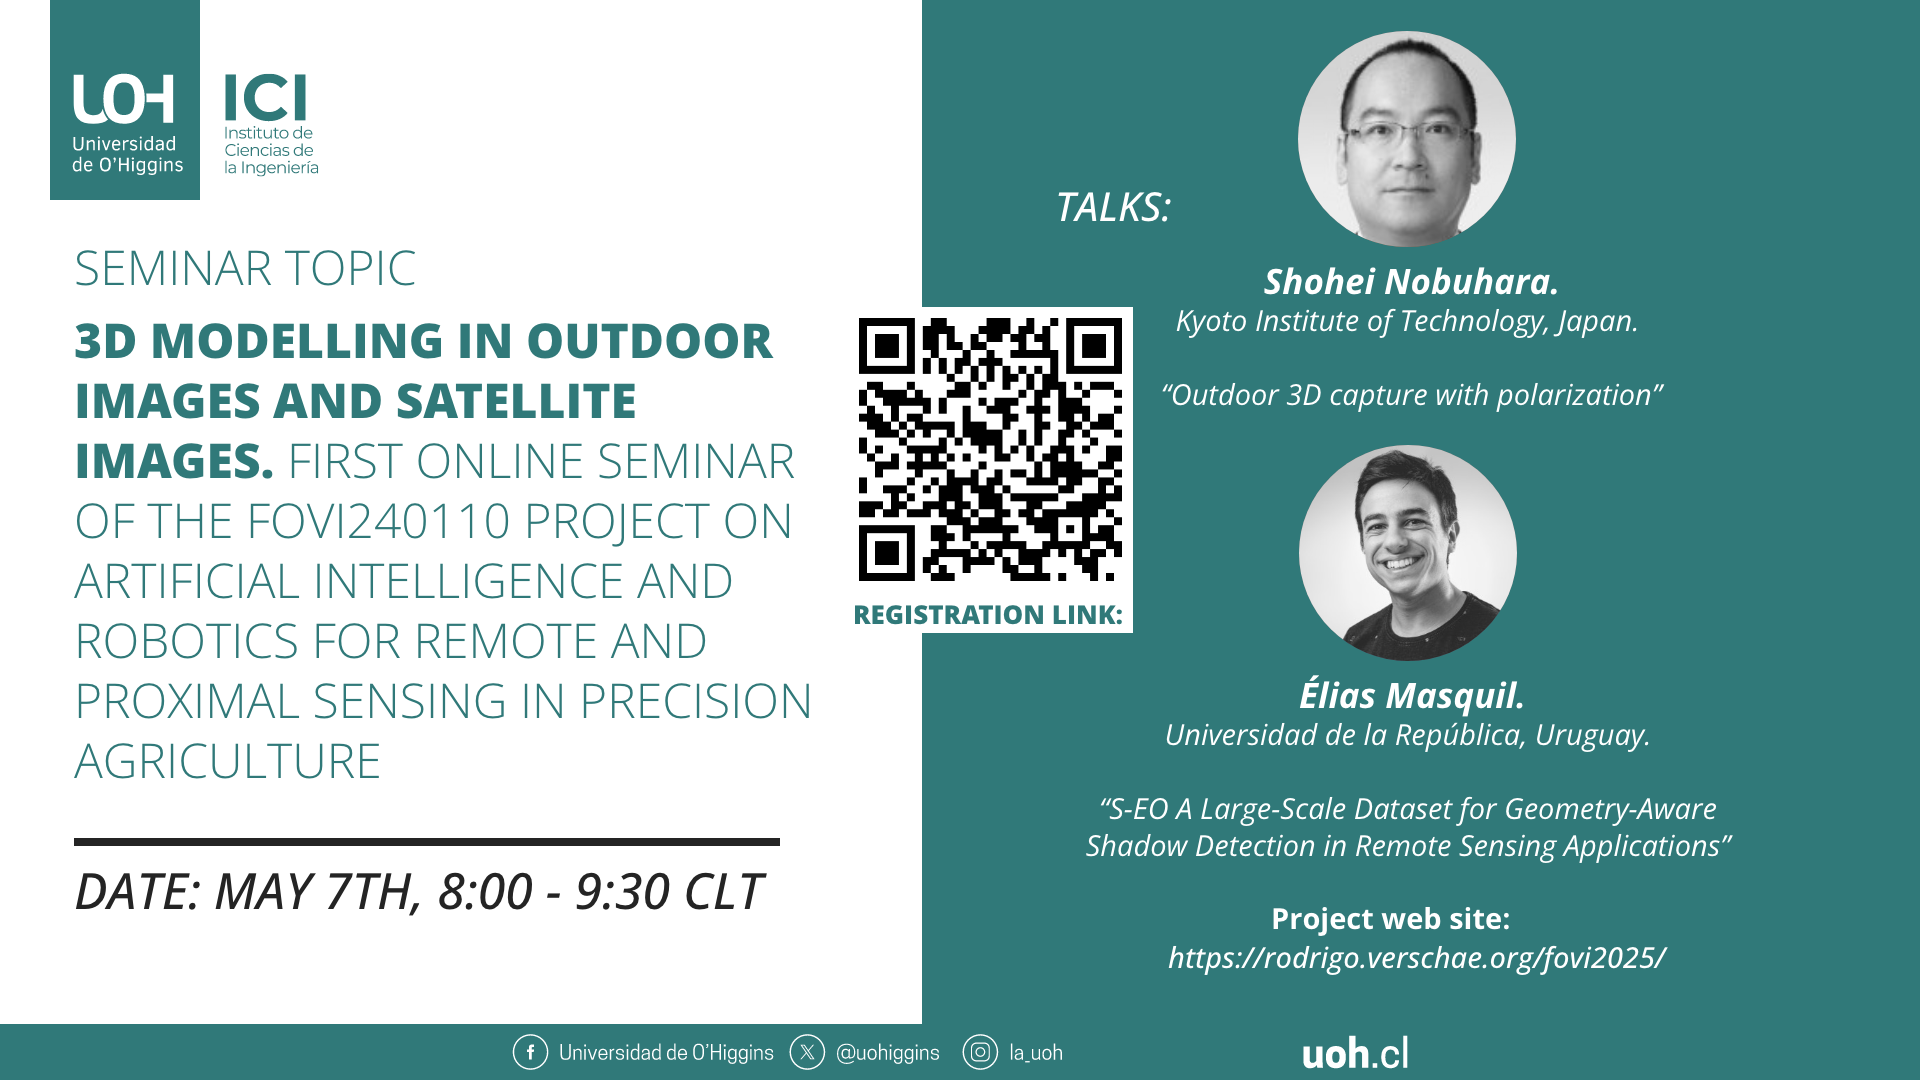 UOH
Universidad
de O'Higgins
ICI
Instituto de
Ciencias de
la Ingeniería
SEMINAR TOPIC
3D MODELLING IN OUTDOOR
IMAGES AND SATELLITE
IMAGES. FIRST ONLINE SEMINAR
OF THE FOVI240110 PROJECT ON
ARTIFICIAL INTELLIGENCE AND
ROBOTICS FOR REMOTE AND
PROXIMAL SENSING IN PRECISION
AGRICULTURE
DATE: MAY 7TH, 8:00 - 9:30 CLT
REGISTRATION LINK:
TALKS:
Shohei Nobuhara.
Kyoto Institute of Technology, Japan.
“Outdoor 3D capture with polarization”
Élias Masquil.
Universidad de la República, Uruguay.
“S-EO A Large-Scale Dataset for Geometry-Aware
Shadow Detection in Remote Sensing Applications”
Project web site:
https://rodrigo.verschae.org/fovi2025/
Universidad de O'Higgins @uohiggins la_uoh
uoh.cl